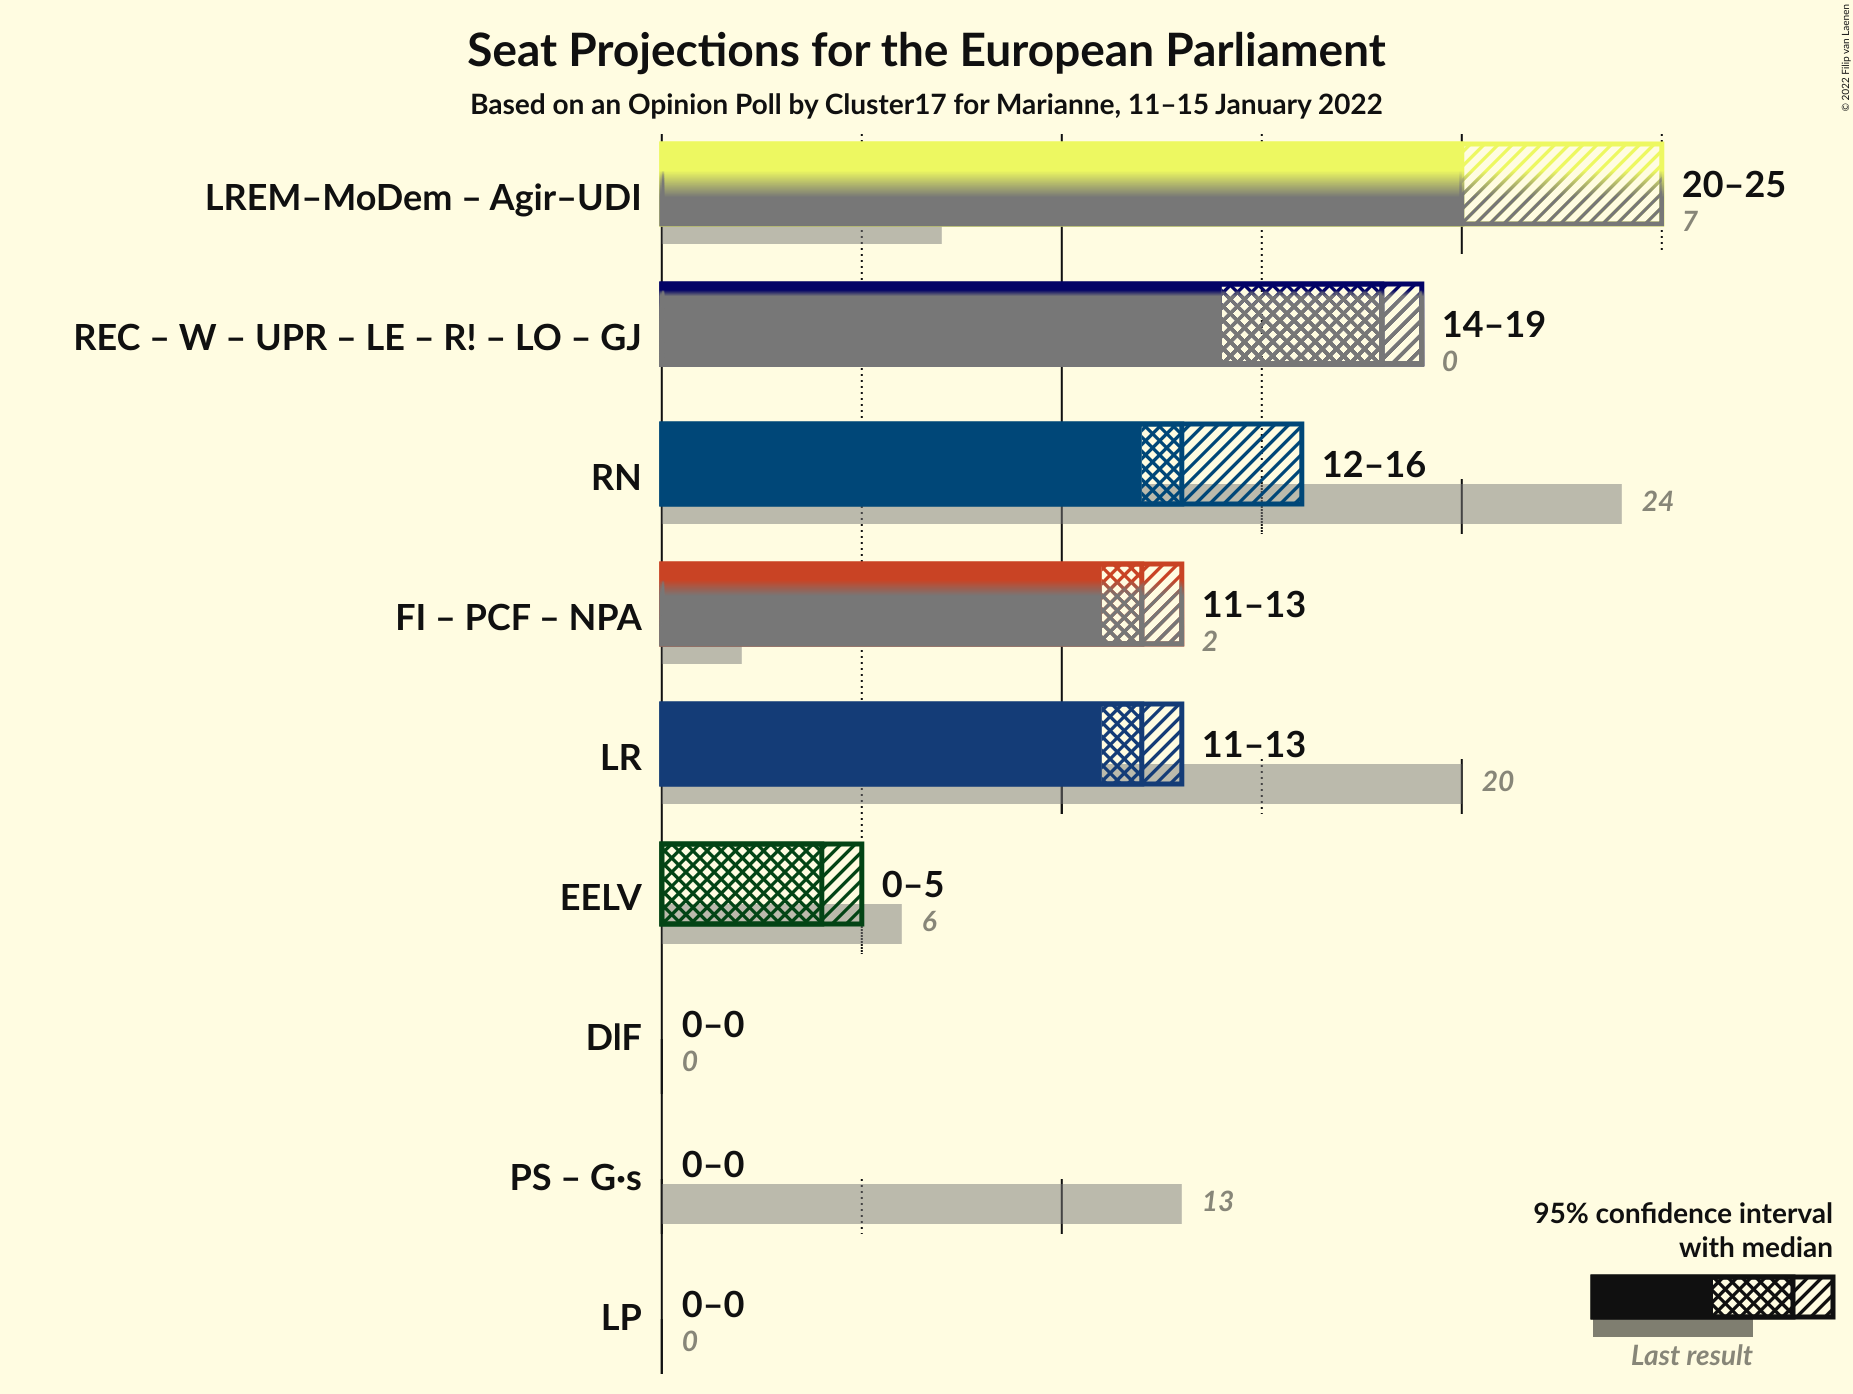 Seat Projections for the European Parliament
Based on an Opinion Poll by Cluster17 for Marianne, 11–15 January 2022
© 2022 Filip van Laenen
LREM–MoDem – Agir–UDI
20–25
7
REC – W – UPR – LE – R! – LO – GJ
14–19
0
RN
12–16
24
FI – PCF – NPA
11–13
2
LR
11–13
20
EELV
0–5
6
DlF
0–0
0
PS – G·s
0–0
13
LP
0–0
0
95% confidence interval
with median
Last result